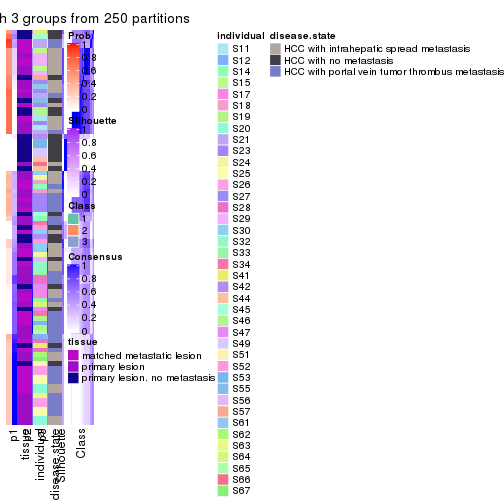 h 3 groups from 250 partitions
Prob
1
0.8
0.6
0.4
0.2
0
Silhouette
1
0.8
0.6
0.4
0.2
0
Class
1
2
3
Consensus
1
0.8
0.6
0.4
0.2
0
tissue
matched metastatic lesion
primary lesion
primary lesion. no metastasis
p1
tissue
individual
disease.state
Silhouette
Class
individual
S11
S12
S14
S15
S17
S18
S19
S20
S21
S23
S24
S25
S26
S27
S28
S29
S30
S32
S33
S34
S41
S42
S44
S45
S46
S47
S49
S51
S52
S53
S55
S56
S57
S61
S62
S63
S64
S65
S66
S67
disease.state
HCC with intrahepatic spread metastasis
HCC with no metastasis
HCC with portal vein tumor thrombus metastasis